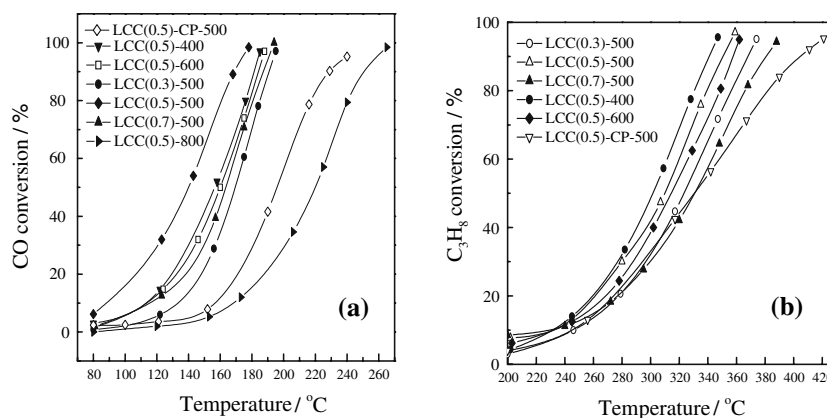 LCC(0.5)-CP-500
LCC(0.5)-400
LCC(0.5)-600
LCC(0.3)-500
LCC(0.5)-500
LCC(0.7)-500
LCC(0.5)-800
CO conversion / %
100
80
60
40
20
0
(a)
80 100 120 140 160 180 200 220 240 260
Temperature/ °C
LCC(0.3)-500
LCC(0.5)-500
LCC(0.7)-500
LCC(0.5)-400
LCC(0.5)-600
LCC(0.5)-CP-500
C₃H₈ conversion / %
100
80
60
40
20
0
(b)
200 220 240 260 280 300 320 340 360 380 400 420
Temperature/ °C